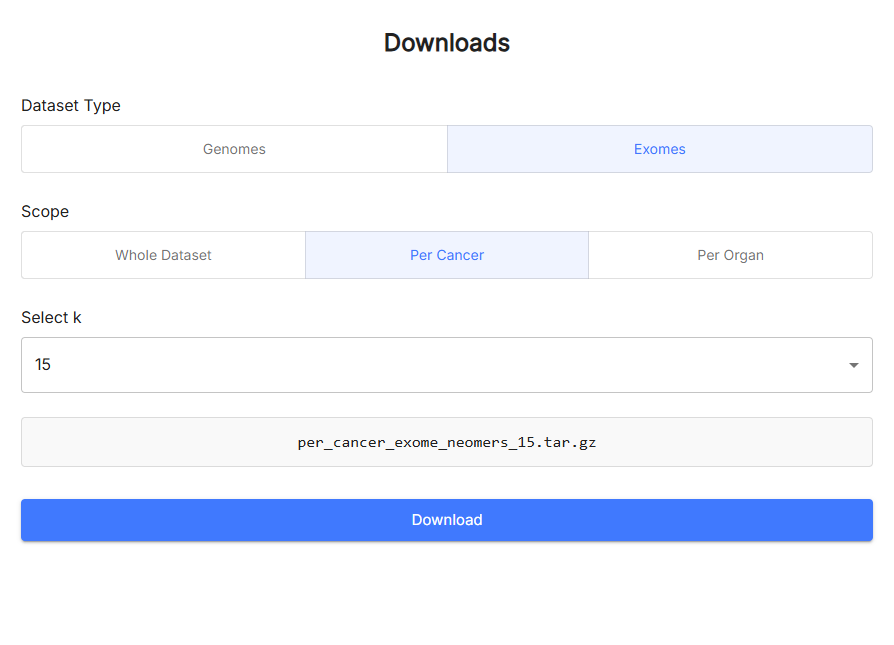 Downloads
Dataset Type
Genomes
Exomes
Scope
Whole Dataset
Per Cancer
Per Organ
Select k
15
per_cancer_exome_neomers_15.tar.gz
Download